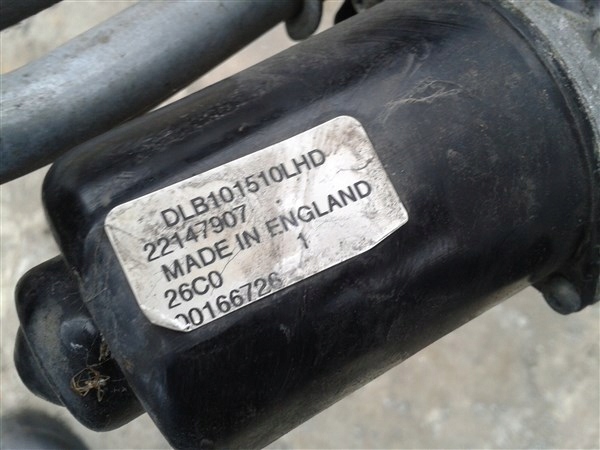 DLB101510LHD
22147907
MADE IN ENGLAND
26C0 1
00166726